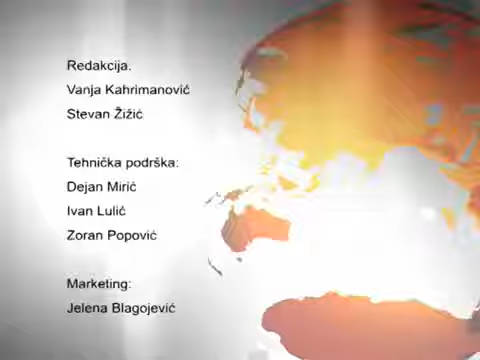 Redakcija.
Vanja Kahrimanović
Stevan Žižić
Tehnička podrška:
Dejan Mirić
Ivan Lulić
Zoran Popović
Marketing:
Jelena Blagojević